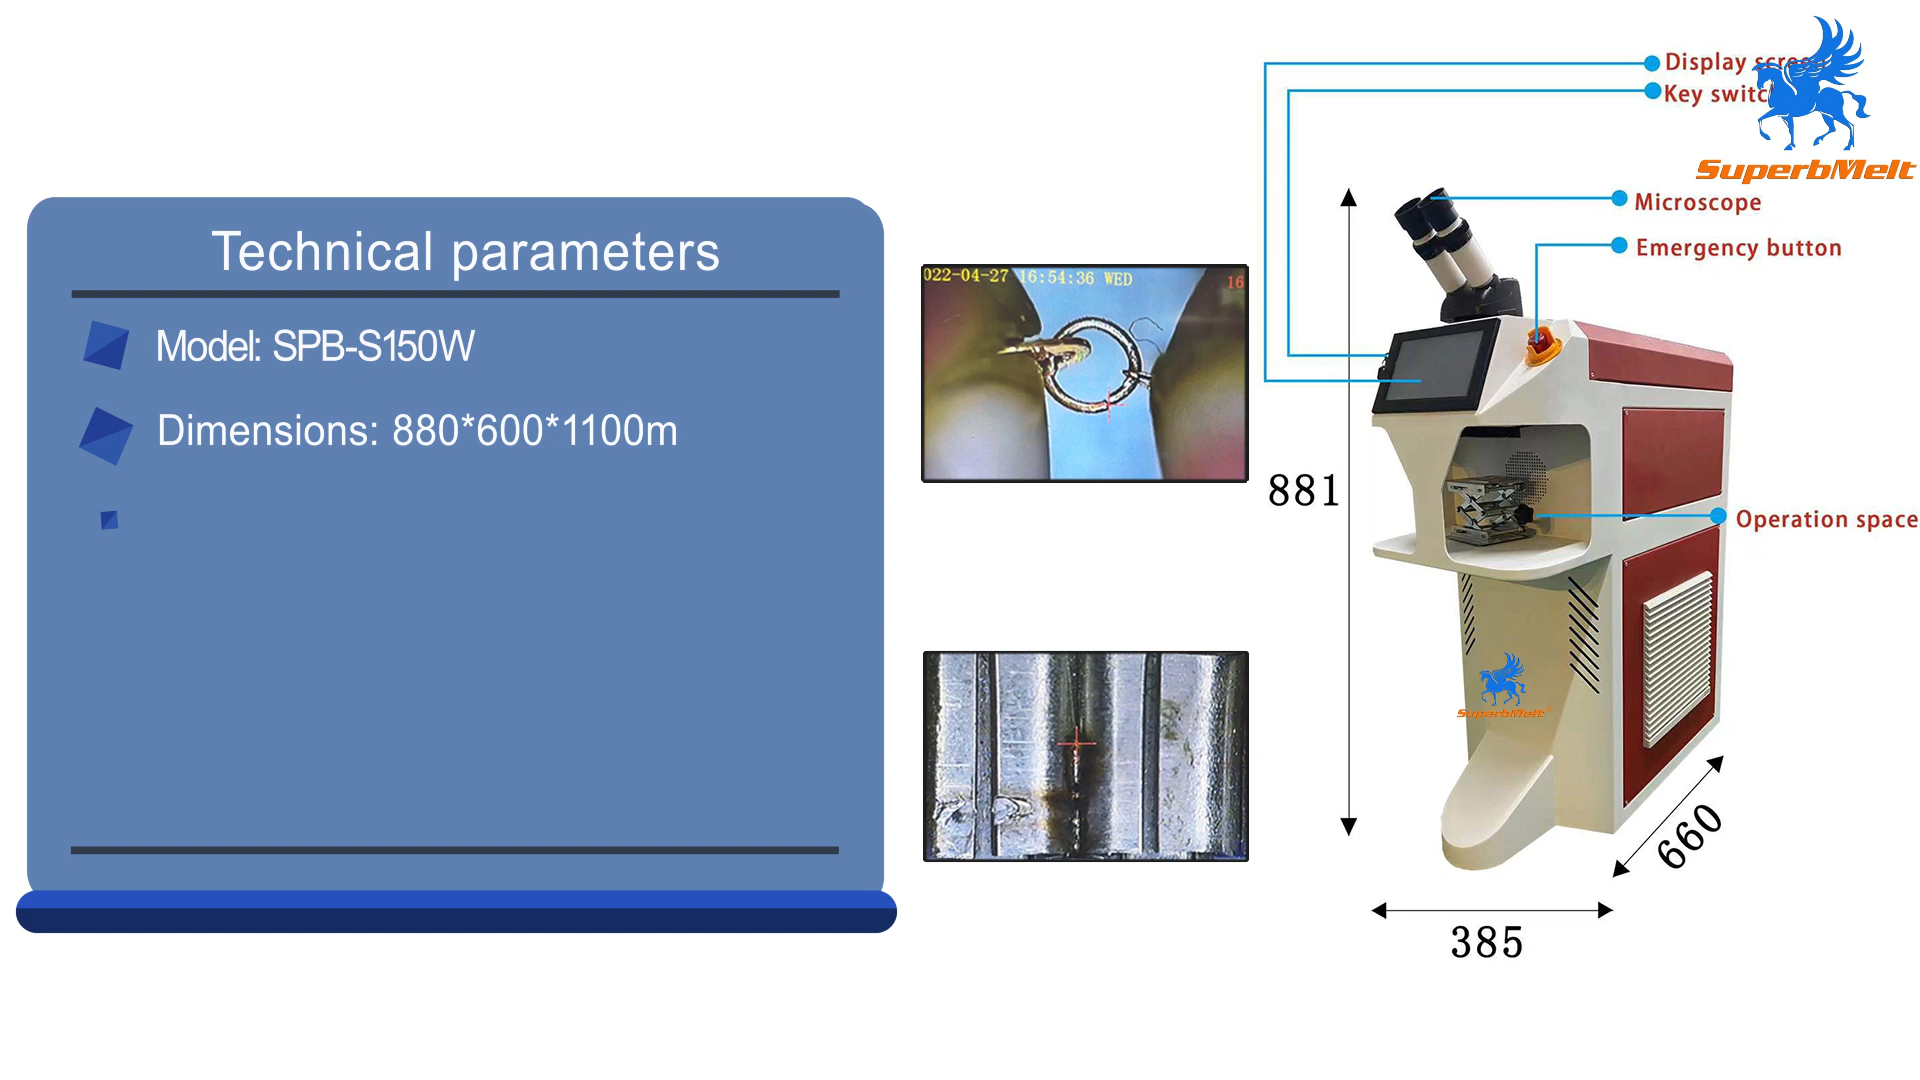 Technical parameters
Model: SPB-S150W
Dimensions: 880*600*1100m
022-04-27 16:54:36 WED
16
Display screen
Key switch
SuperbMelt
Microscope
Emergency button
881
Operation space
SuperbMelt
660
385